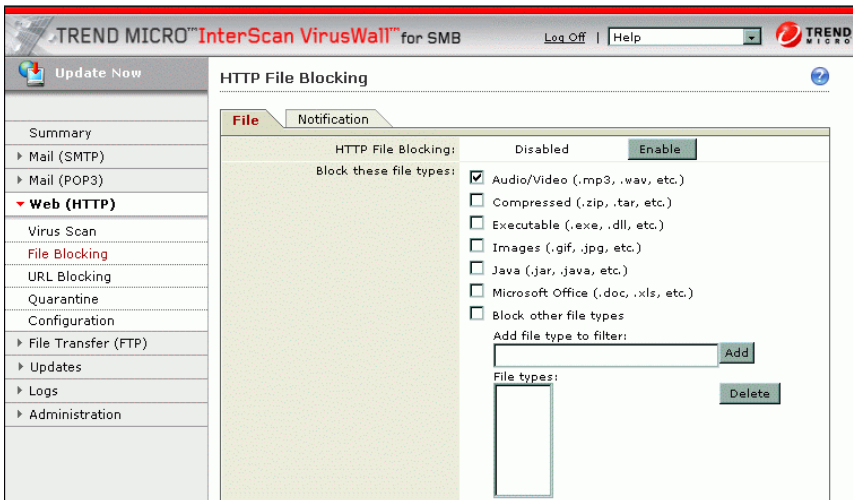 TREND MICRO™InterScan VirusWall™for SMB
Log Off | Help
TREND
MICRO
Update Now
Summary
Mail (SMTP)
Mail (POP3)
Web (HTTP)
Virus Scan
File Blocking
URL Blocking
Quarantine
Configuration
File Transfer (FTP)
Updates
Logs
Administration
HTTP File Blocking
?
File
Notification
HTTP File Blocking: Disabled Enable
Block these file types:
Audio/Video (.mp3, .wav, etc.)
Compressed (.zip, .tar, etc.)
Executable (.exe, .dll, etc.)
Images (.gif, .jpg, etc.)
Java (.jar, .java, etc.)
Microsoft Office (.doc, .xls, etc.)
Block other file types
Add file type to filter:
Add
File types:
Delete